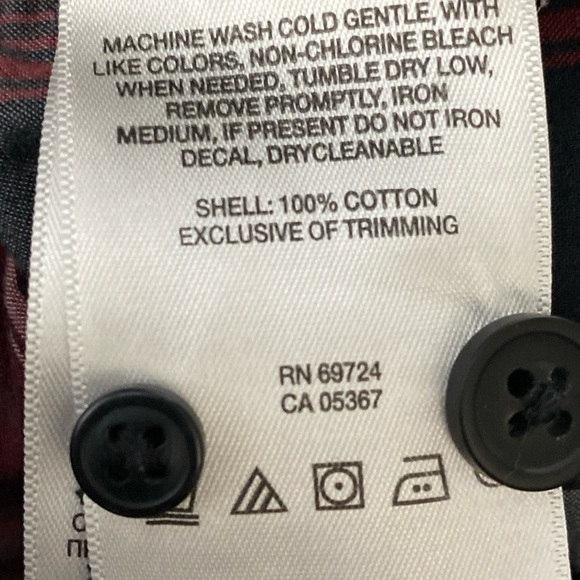 MACHINE WASH COLD GENTLE, WITH
LIKE COLORS, NON-CHLORINE BLEACH
WHEN NEEDED, TUMBLE DRY LOW,
REMOVE PROMPTLY, IRON
MEDIUM, IF PRESENT DO NOT IRON
DECAL, DRYCLEANABLE
SHELL: 100% COTTON
EXCLUSIVE OF TRIMMING
RN 69724
CA 05367